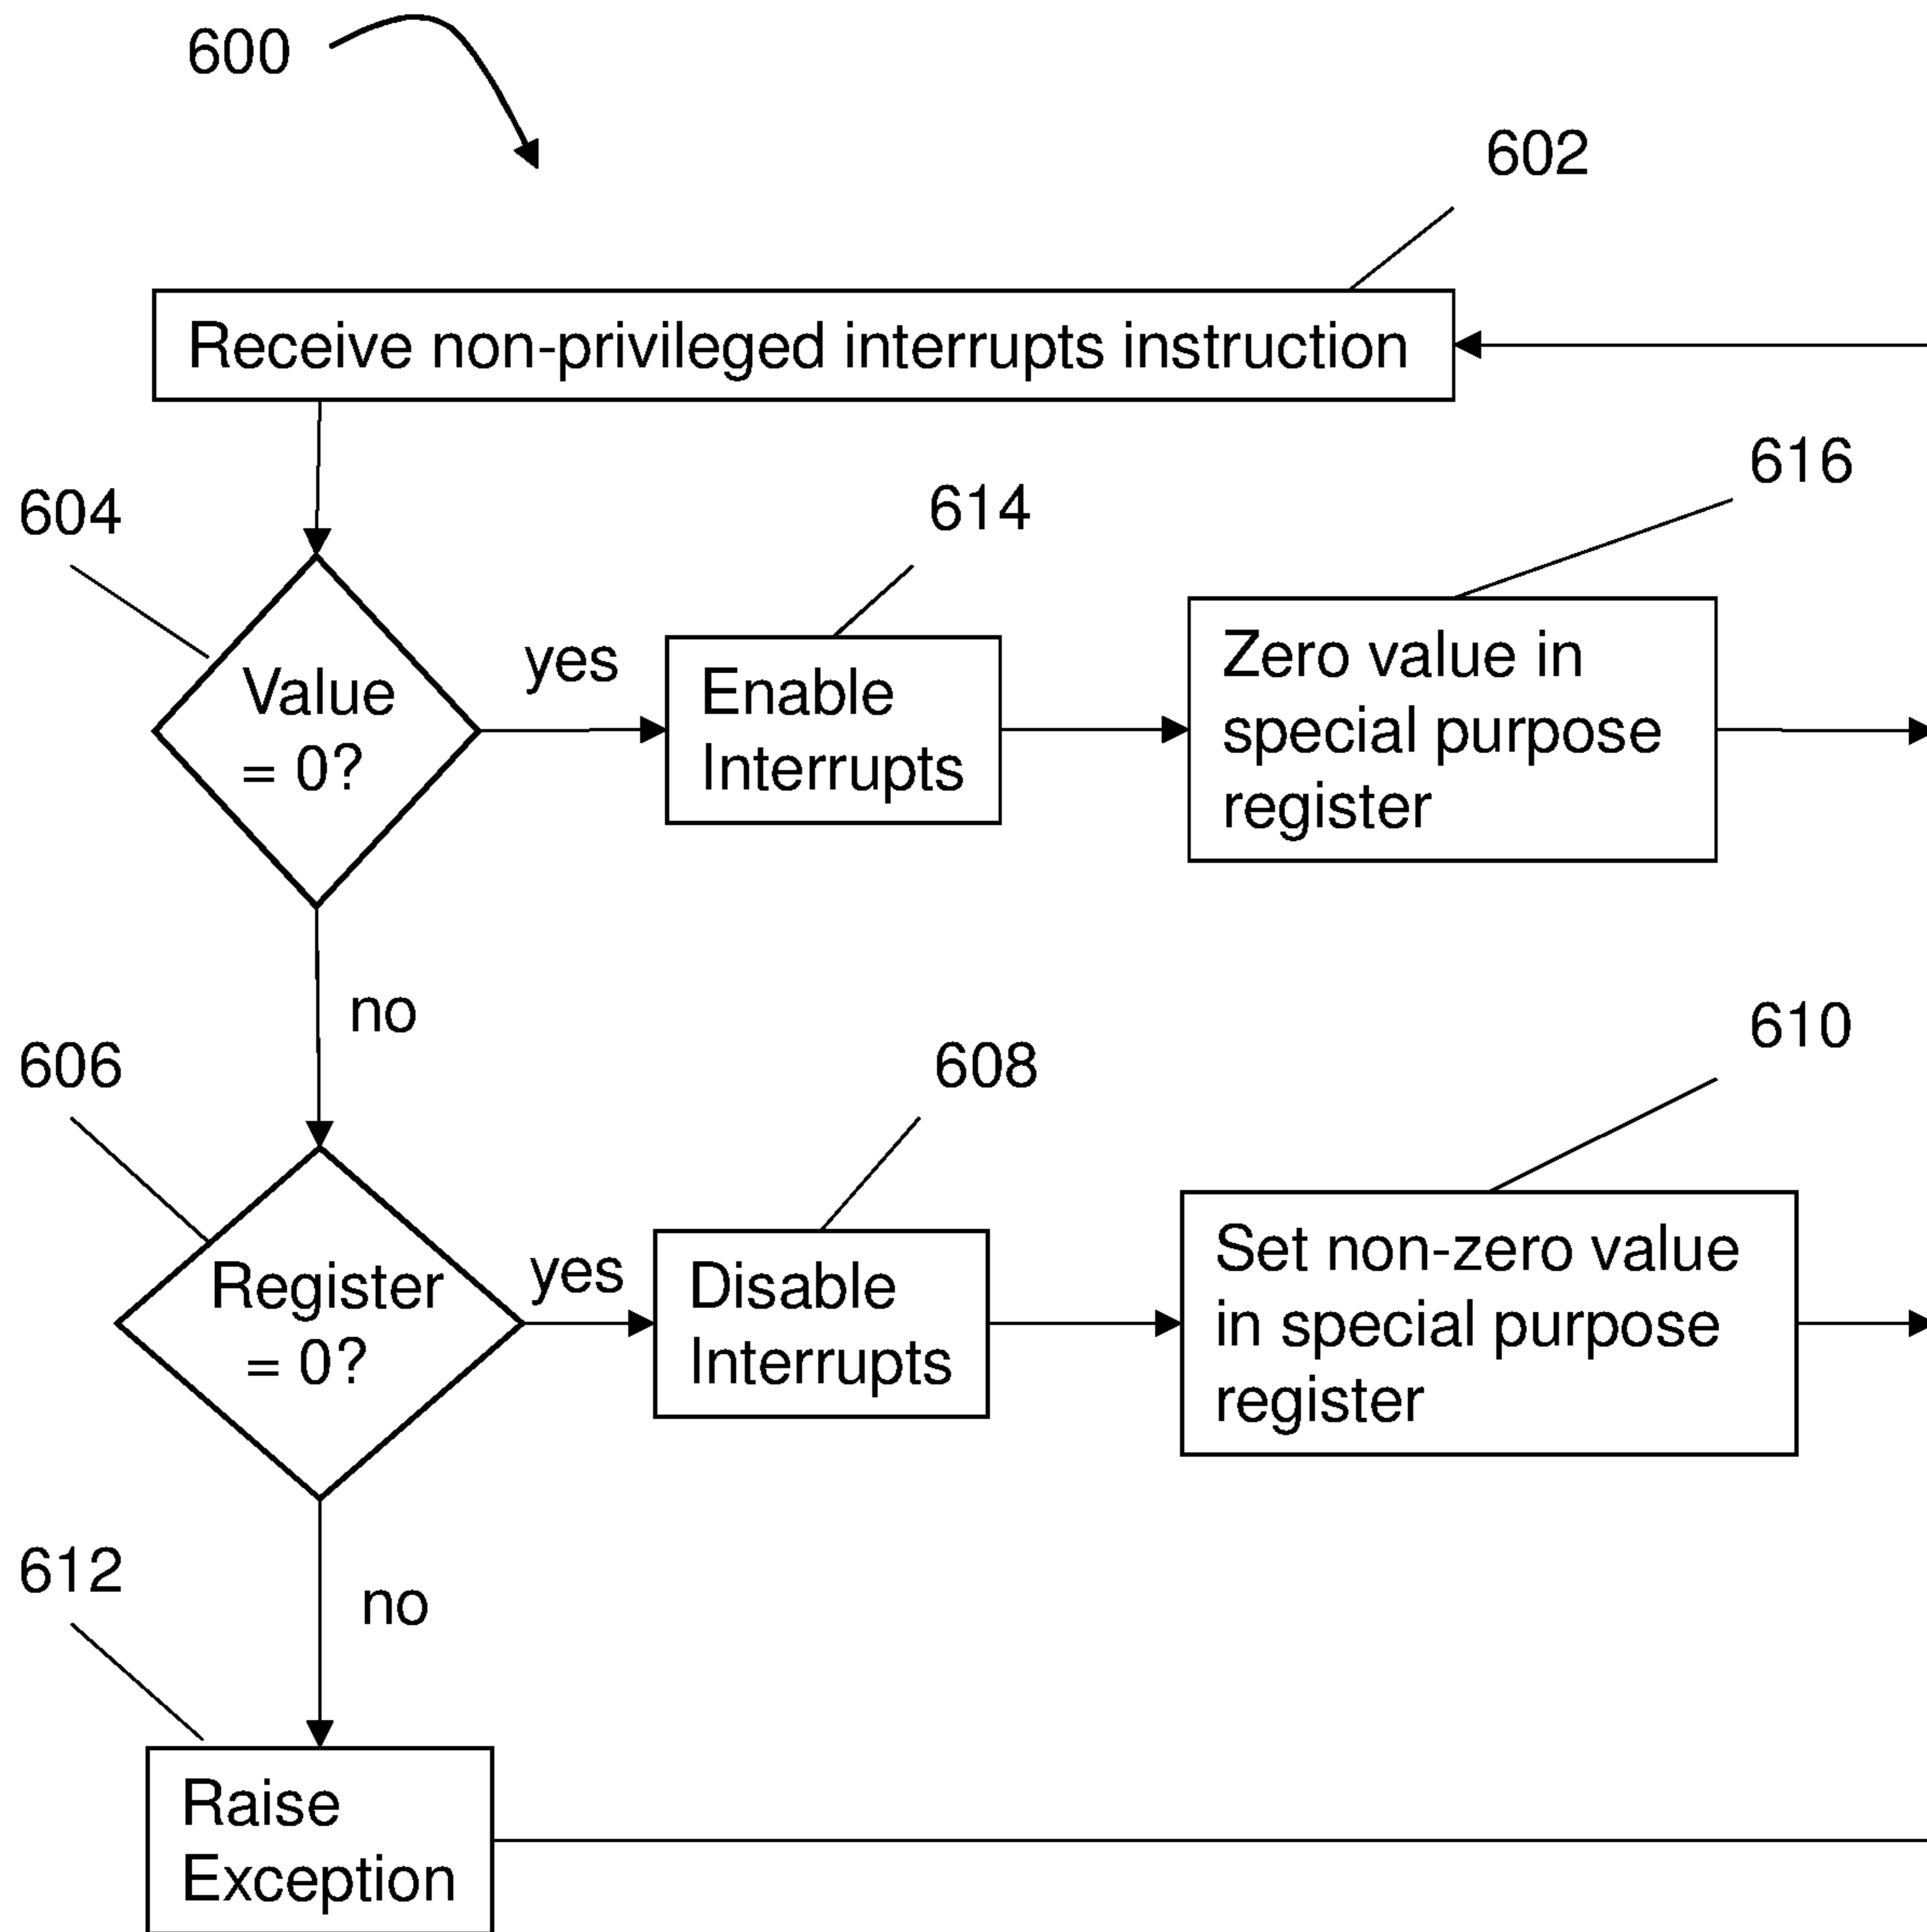 600
602
Receive non-privileged interrupts instruction
604
614
616
Value
= 0?
yes
Enable
Interrupts
Zero value in
special purpose
register
no
606
608
610
Register
= 0?
yes
Disable
Interrupts
Set non-zero value
in special purpose
register
612
no
Raise
Exception